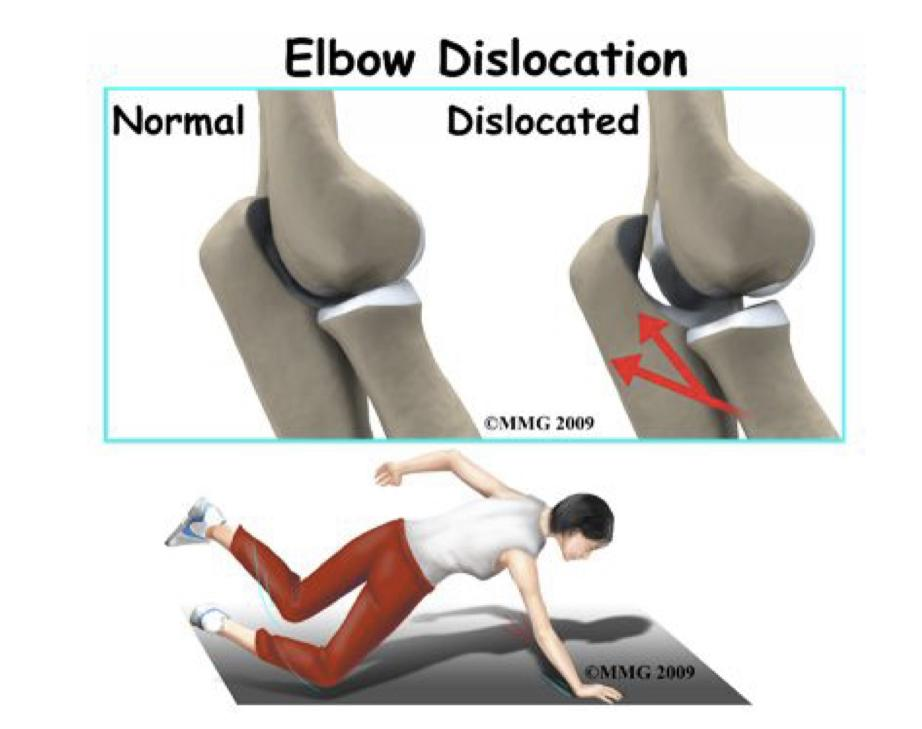 Elbow Dislocation
Normal
Dislocated
©MMG 2009
©MMG 2009